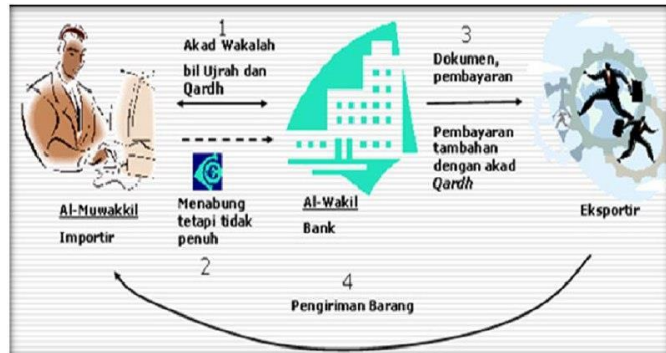 1
Akad Wakalah
bil Ujrah dan
Qardh
Menabung
tetapi tidak
penuh
2
Al-Muwakkil
Importir
Al-Wakil
Bank
3
Dokumen,
pembayaran
Pembayaran
tambahan
dengan akad
Qardh
Eksportir
4
Pengiriman Barang